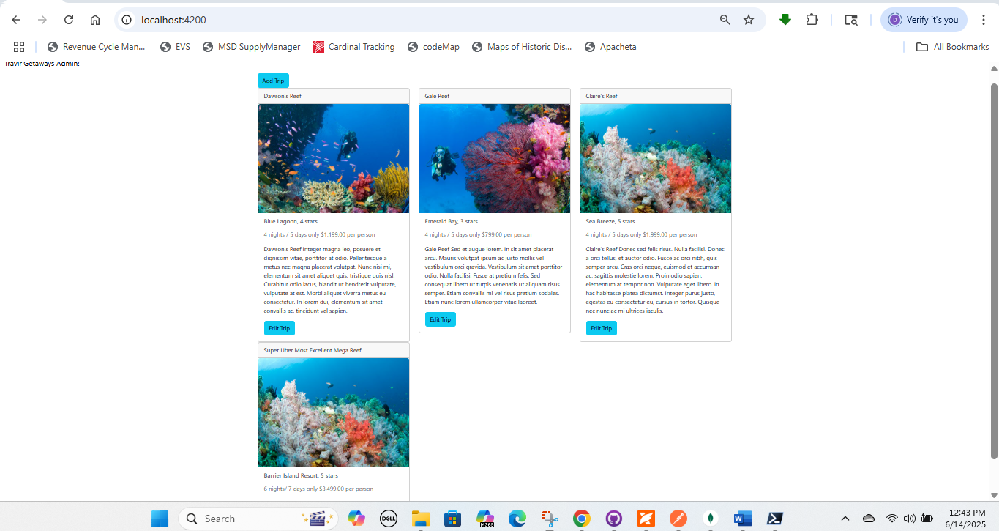 localhost:4200
D
Verify it's you
Revenue Cycle Man...
EVS
MSD SupplyManager
Cardinal Tracking
codeMap
Maps of Historic Dis...
Apacheta
All Bookmarks
Travlr Getaways Admin!
Add Trip
Dawson's Reef
Blue Lagoon, 4 stars
4 nights / 5 days only $1,199.00 per person
Dawson's Reef Integer magna leo, posuere et
dignissim vitae, porttitor at odio. Pellentesque a
metus nec magna placerat volutpat. Nunc nisi mi,
elementum sit amet aliquet quis, tristique quis nisl.
Curabitur odio lacus, blandit ut hendrerit vulputate,
vulputate at est. Morbi aliquet viverra metus eu
consectetur. In lorem dui, elementum sit amet
convallis ac, tincidunt vel sapien.
Edit Trip
Gale Reef
Emerald Bay, 3 stars
4 nights / 5 days only $799.00 per person
Gale Reef Sed et augue lorem. In sit amet placerat
arcu. Mauris volutpat ipsum ac justo mollis vel
vestibulum orci gravida. Vestibulum sit amet porttitor
odio. Nulla facilisi. Fusce at pretium felis. Sed
consequat libero ut turpis venenatis ut aliquam risus
semper. Etiam convallis mi vel risus pretium sodales.
Etiam nunc lorem ullamcorper vitae laoreet.
Edit Trip
Claire's Reef
Sea Breeze, 5 stars
4 nights / 5 days only $1,999.00 per person
Claire's Reef Donec sed felis risus. Nulla facilisi. Donec
a orci tellus, et auctor odio. Fusce ac orci nibh, quis
semper arcu. Cras orci neque, euismod et accumsan
ac, sagittis molestie lorem. Proin odio sapien,
elementum at tempor non. Vulputate eget libero. In
hac habitasse platea dictumst. Integer purus justo,
egestas eu consectetur eu, cursus in tortor. Quisque
nec nunc ac mi ultrices iaculis.
Edit Trip
Super Uber Most Excellent Mega Reef
Barrier Island Resort, 5 stars
6 nights/ 7 days only $3,499.00 per person
Search
DELL
M365
12:43 PM
6/14/2025